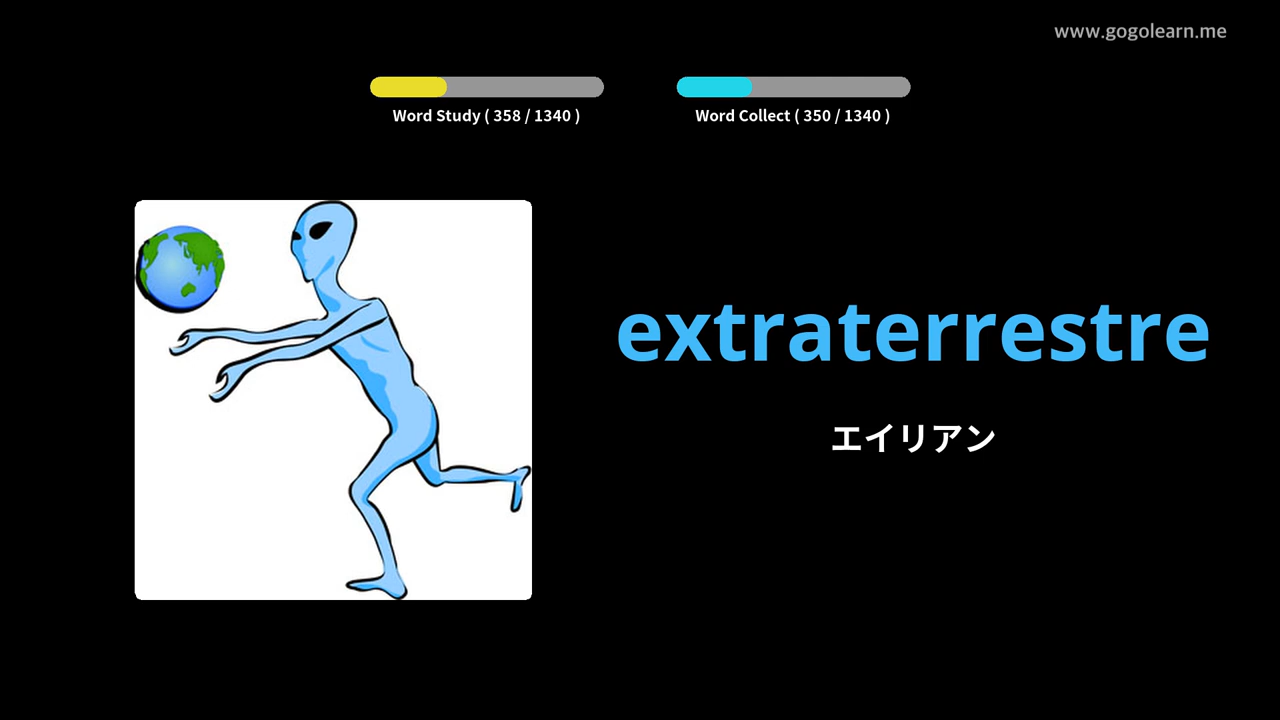 www.gogolearn.me
Word Study ( 358 / 1340 )
Word Collect ( 350 / 1340 )
extraterrestre
エイリアン